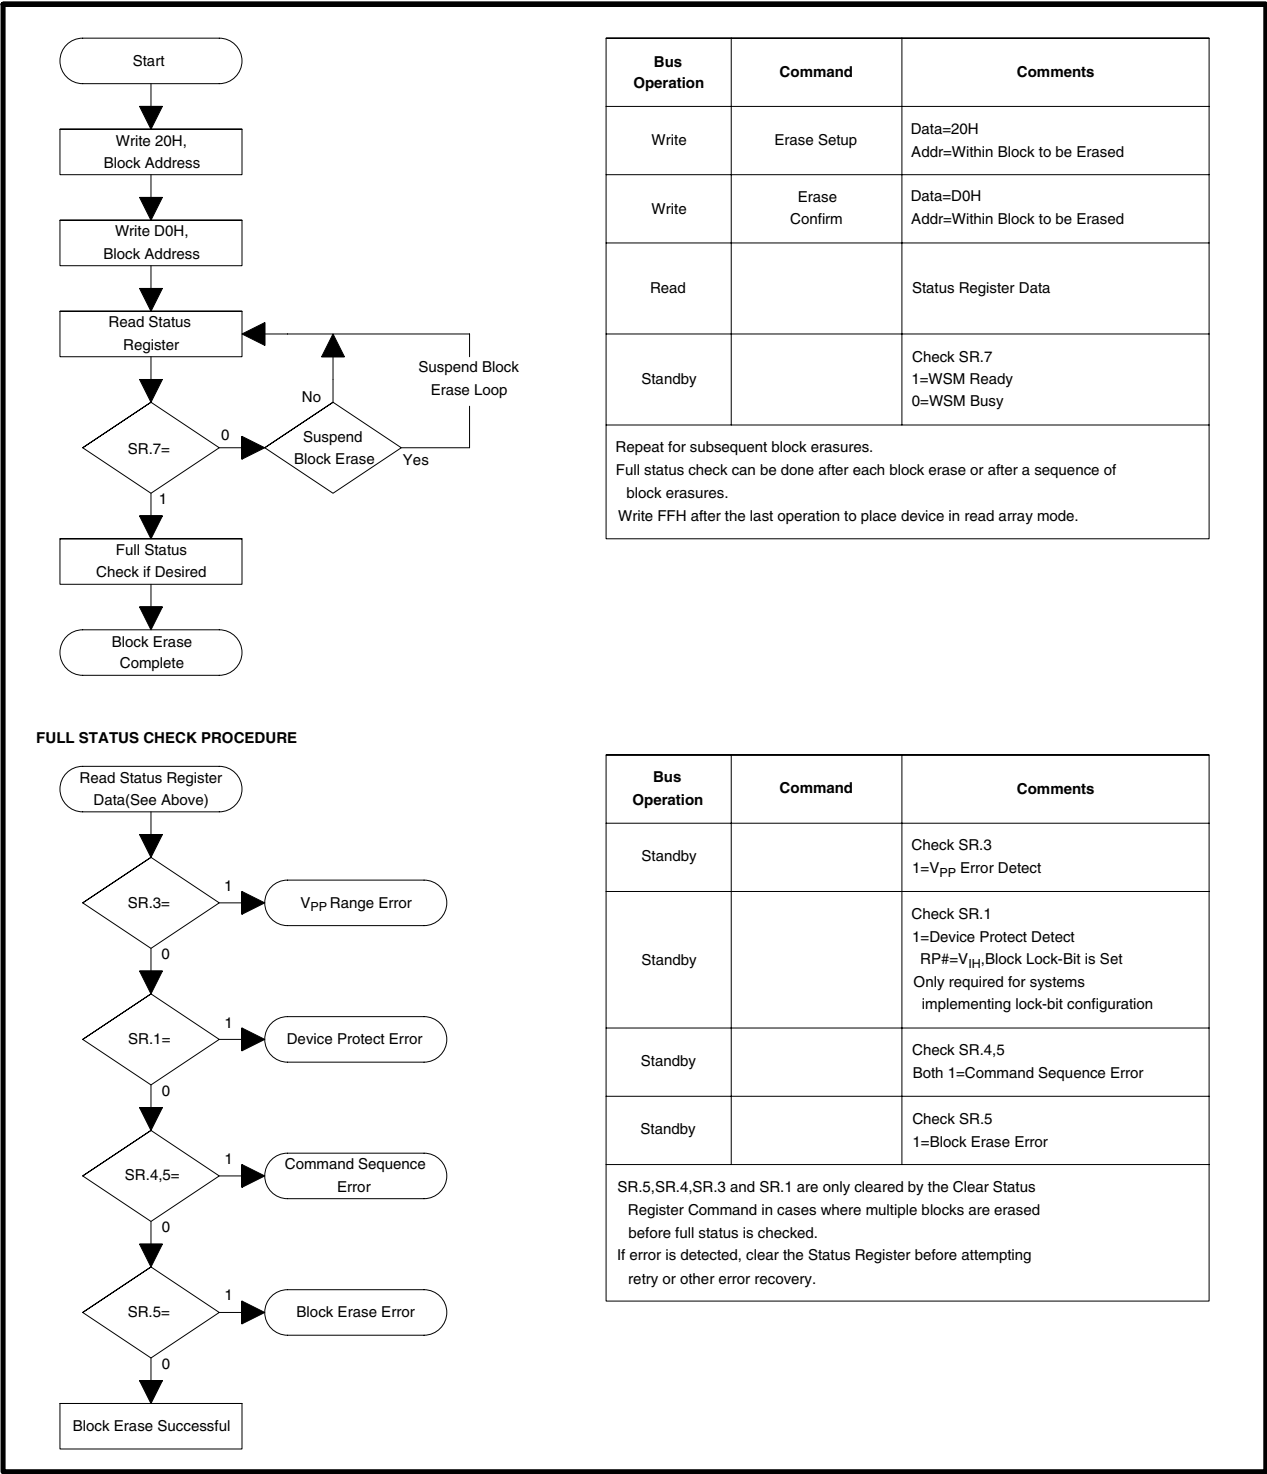 Start
Write 20H,
Block Address
Write D0H,
Block Address
Read Status
Register
SR.7=
0
1
Suspend
Block Erase
No
Yes
Suspend Block
Erase Loop
Full Status
Check if Desired
Block Erase
Complete
Bus
Operation
Command
Comments
Write
Erase Setup
Data=20H
Addr=Within Block to be Erased
Write
Erase
Confirm
Data=D0H
Addr=Within Block to be Erased
Read
Status Register Data
Standby
Check SR.7
1=WSM Ready
0=WSM Busy
Repeat for subsequent block erasures.
Full status check can be done after each block erase or after a sequence of
block erasures.
Write FFH after the last operation to place device in read array mode.
FULL STATUS CHECK PROCEDURE
Read Status Register
Data(See Above)
SR.3=
1
VPP Range Error
0
SR.1=
1
Device Protect Error
0
SR.4,5=
1
Command Sequence
Error
0
SR.5=
1
Block Erase Error
0
Block Erase Successful
Bus
Operation
Command
Comments
Standby
Check SR.3
1=VPP Error Detect
Standby
Check SR.1
1=Device Protect Detect
RP#=VIH,Block Lock-Bit is Set
Only required for systems
implementing lock-bit configuration
Standby
Check SR.4,5
Both 1=Command Sequence Error
Standby
Check SR.5
1=Block Erase Error
SR.5,SR.4,SR.3 and SR.1 are only cleared by the Clear Status
Register Command in cases where multiple blocks are erased
before full status is checked.
If error is detected, clear the Status Register before attempting
retry or other error recovery.